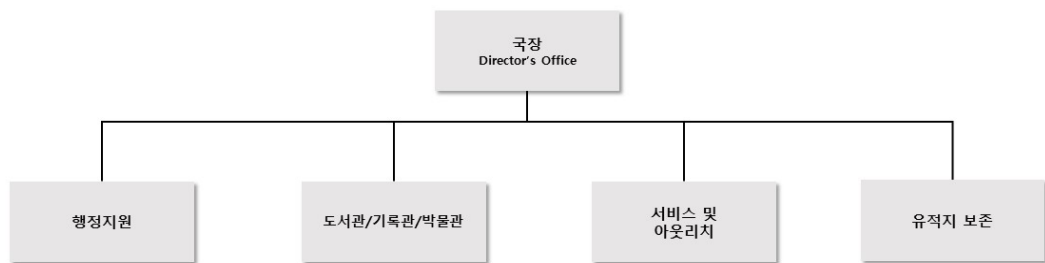 국장
Director's Office
행정지원
도서관/기록관/박물관
서비스 및
아웃리치
유적지 보존